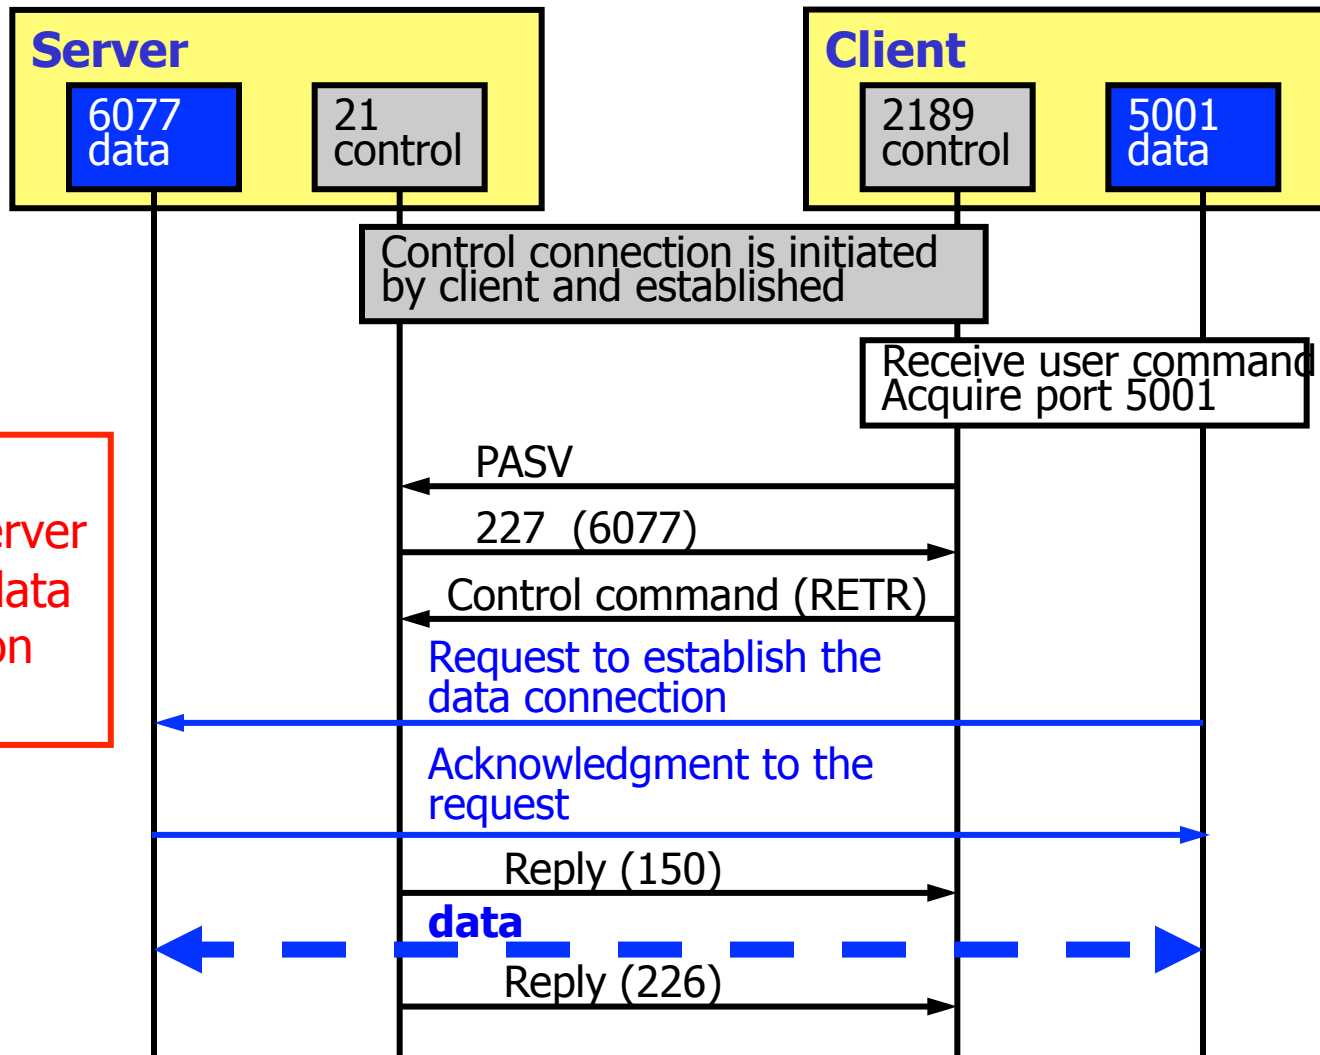 Server
6077
data
21
control
Client
2189
control
5001
data
Control connection is initiated
by client and established
Receive user command
Acquire port 5001
PASV
227 (6077)
Control command (RETR)
Request to establish the
data connection
Acknowledgment to the
request
Reply (150)
data
Reply (226)